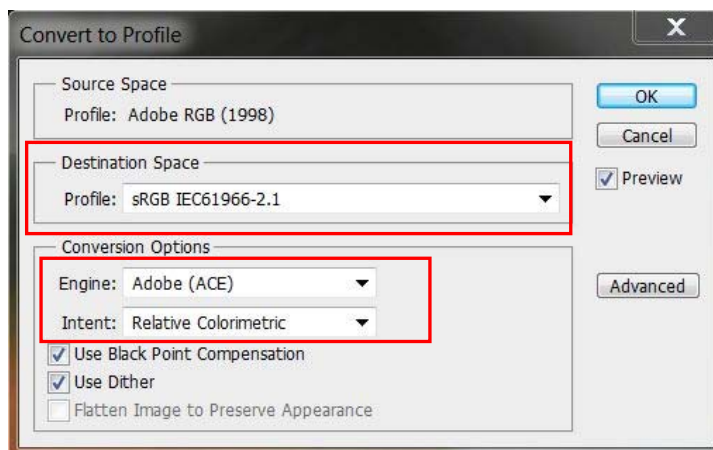 Convert to Profile
X
Source Space
Profile: Adobe RGB (1998)
OK
Cancel
Destination Space
Profile: sRGB IEC61966-2.1
Preview
Conversion Options
Engine: Adobe (ACE)
Advanced
Intent: Relative Colorimetric
Use Black Point Compensation
Use Dither
Flatten Image to Preserve Appearance